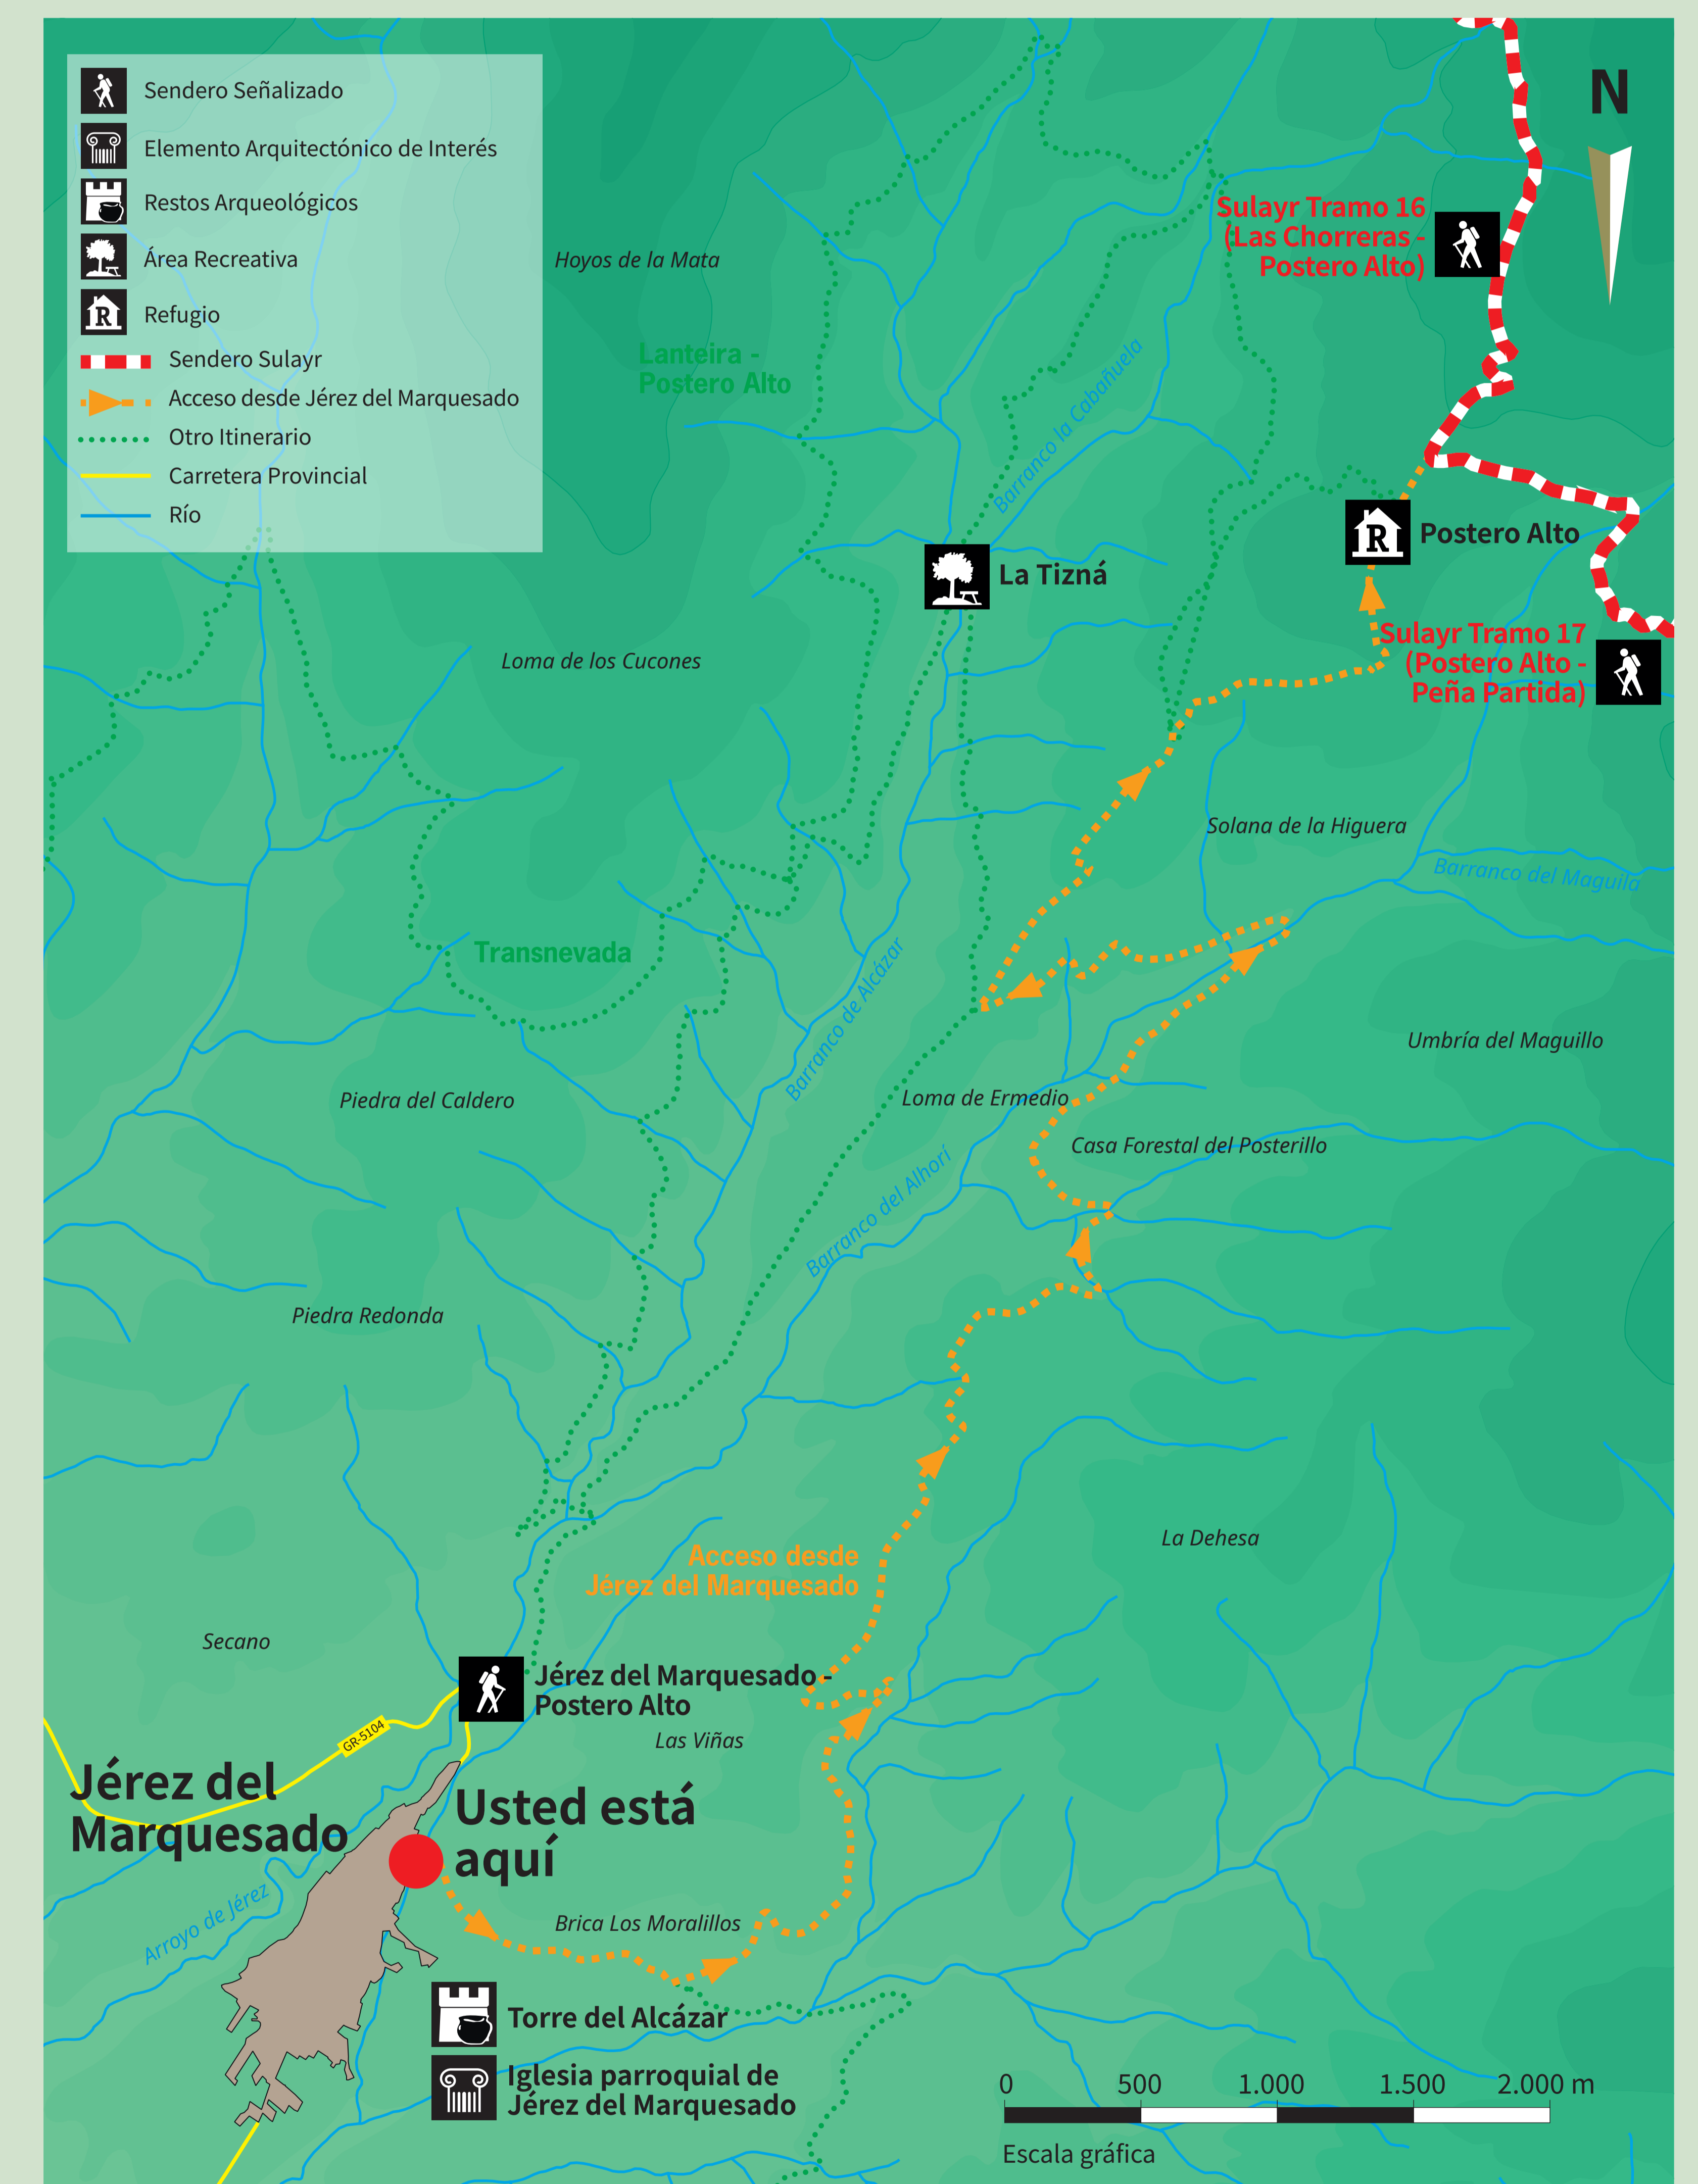 Sendero Señalizado
Elemento Arquitectónico de Interés
Restos Arqueológicos
Área Recreativa
R
Refugio
Sendero Sulayr
Acceso desde Jérez del Marquesado
Otro Itinerario
Carretera Provincial
Río
N
Sulayr Tramo 16
(Las Chorreras -
Postero Alto)
Hoyos de la Mata
Lanteira -
Postero Alto
Barranco la Cabañuela
R
Postero Alto
La Tizná
Sulayr Tramo 17
(Postero Alto -
Peña Partida)
Loma de los Cucones
Solana de la Higuera
Barranco del Maguila
Transnevada
Barranco de Alcázar
Umbría del Maguillo
Piedra del Caldero
Loma de Ermedio
Casa Forestal del Posterillo
Barranco del Alhorí
Piedra Redonda
La Dehesa
Acceso desde
Jérez del Marquesado
Secano
Jérez del Marquesado -
Postero Alto
Las Viñas
GR-5104
Jérez del
Marquesado
Usted está
aquí
Arroyo de Jérez
Brica Los Moralillos
Torre del Alcázar
Iglesia parroquial de
Jérez del Marquesado
0 500 1.000 1.500 2.000 m
Escala gráfica